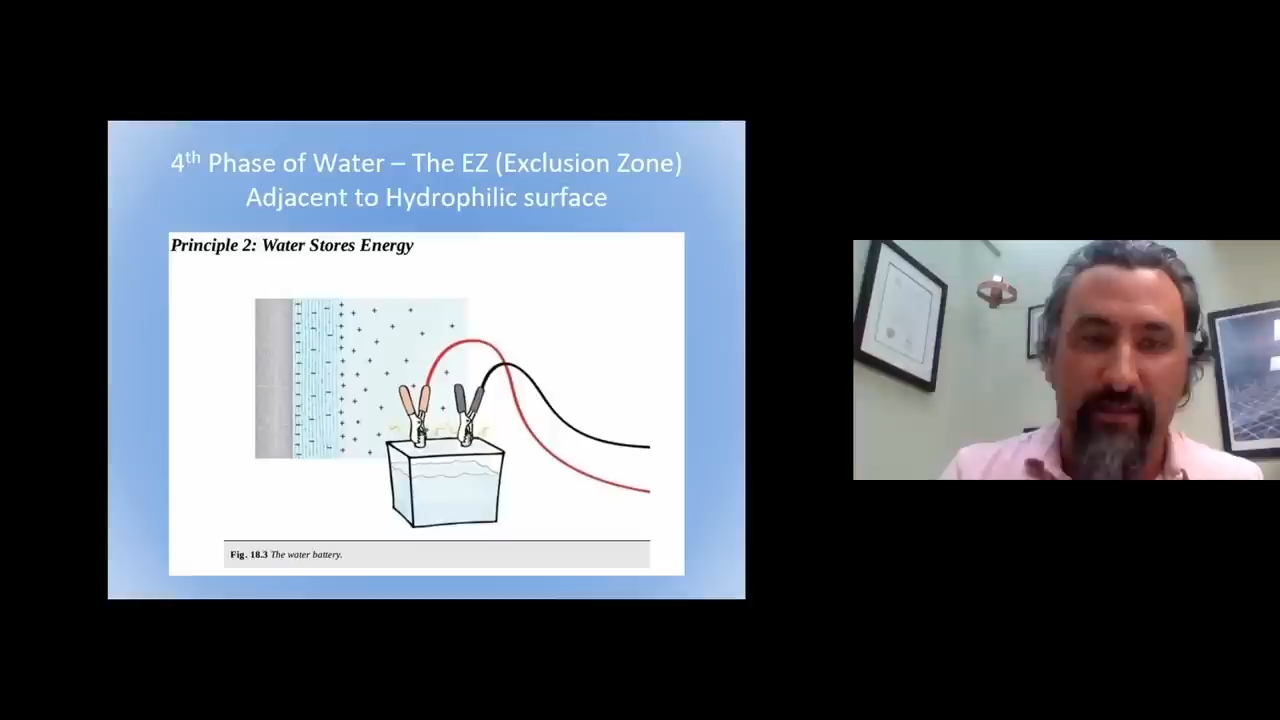 4th Phase of Water – The EZ (Exclusion Zone)
Adjacent to Hydrophilic surface
Principle 2: Water Stores Energy
Fig. 18.3 The water battery.